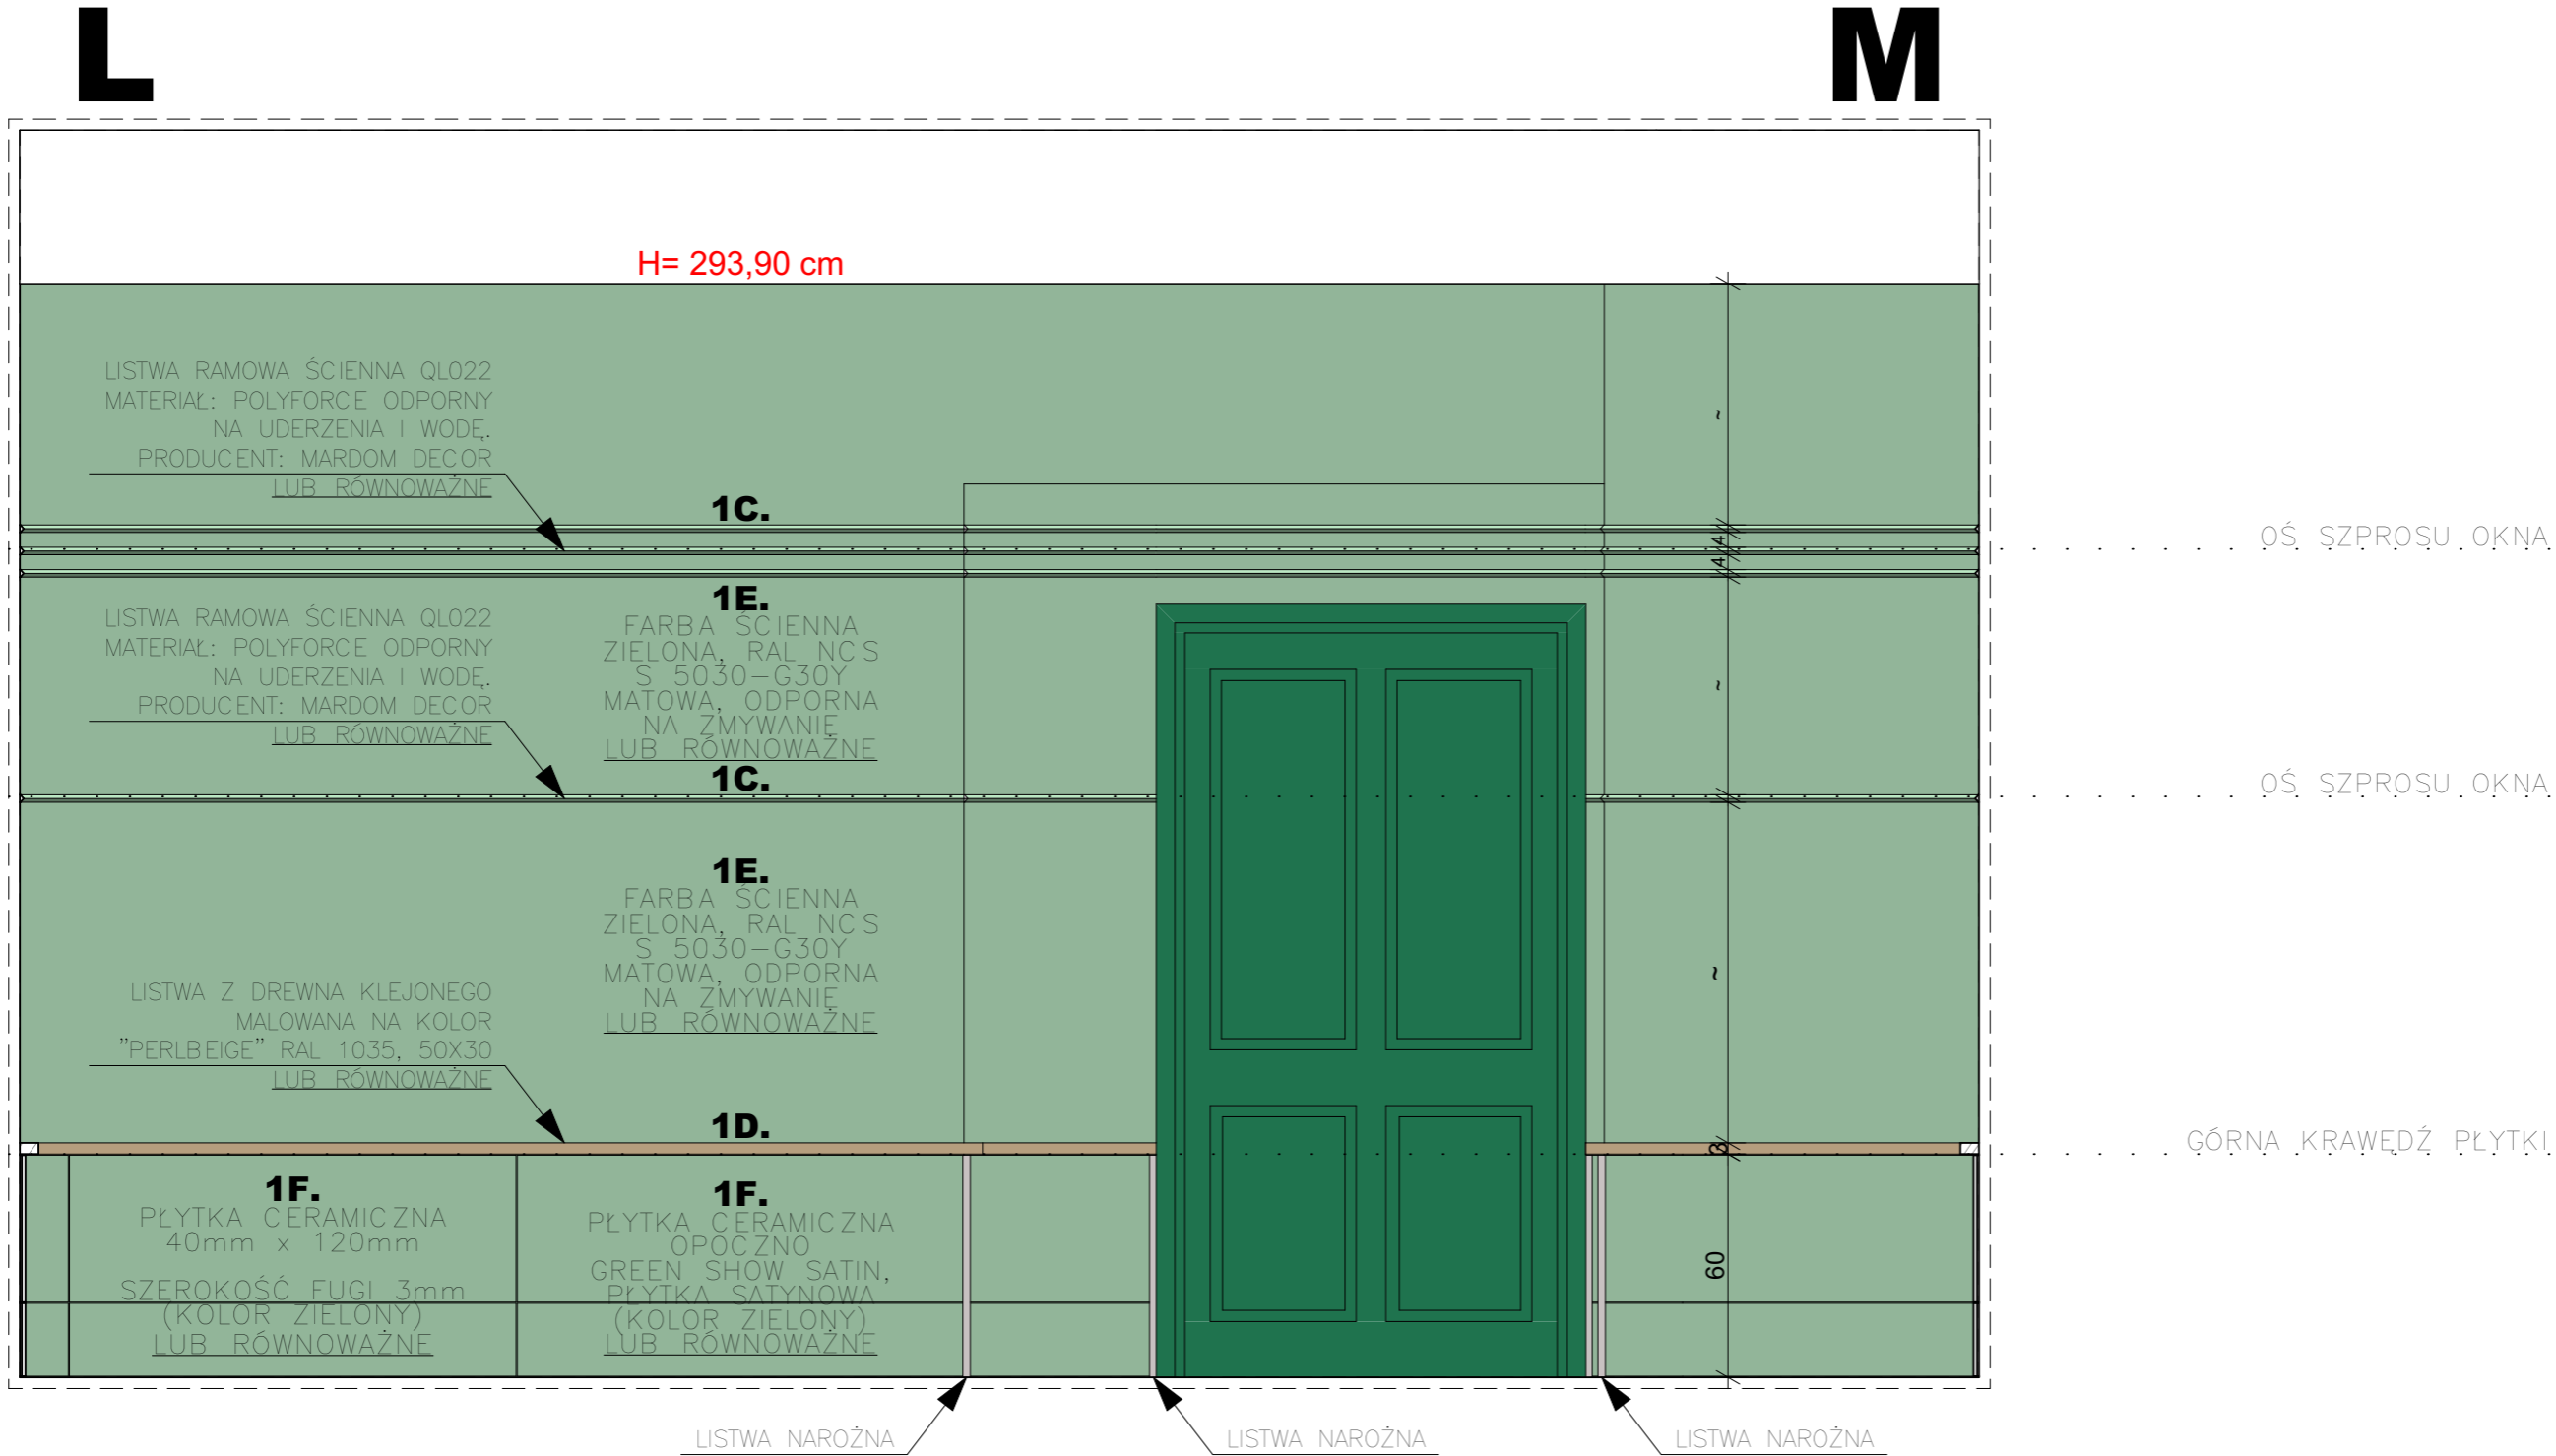 L
M
H= 293,90 cm
LISTWA RAMOWA ŚCIENNA QL022
MATERIAŁ: POLYFORCE ODPORNY
NA UDERZENIA I WODĘ.
PRODUCENT: MARDOM DECOR
LUB RÓWNOWAŻNE
1C.
~
4
4
OŚ SZPROSU OKNA
LISTWA RAMOWA ŚCIENNA QL022
MATERIAŁ: POLYFORCE ODPORNY
NA UDERZENIA I WODĘ.
PRODUCENT: MARDOM DECOR
LUB RÓWNOWAŻNE
1E.
FARBA ŚCIENNA
ZIELONA, RAL NCS
S 5030-G30Y
MATOWA, ODPORNA
NA ZMYWANIE
LUB RÓWNOWAŻNE
~
1C.
OŚ SZPROSU OKNA
1E.
FARBA ŚCIENNA
ZIELONA, RAL NCS
S 5030-G30Y
MATOWA, ODPORNA
NA ZMYWANIE
LUB RÓWNOWAŻNE
~
LISTWA Z DREWNA KLEJONEGO
MALOWANA NA KOLOR
"PERLBEIGE" RAL 1035, 50X30
LUB RÓWNOWAŻNE
1D.
3
GÓRNA KRAWĘDŹ PŁYTKI
1F.
PŁYTKA CERAMICZNA
40mm x 120mm
SZEROKOŚĆ FUGI 3mm
(KOLOR ZIELONY)
LUB RÓWNOWAŻNE
1F.
PŁYTKA CERAMICZNA
OPOCZNO
GREEN SHOW SATIN,
PŁYTKA SATYNOWA
(KOLOR ZIELONY)
LUB RÓWNOWAŻNE
60
LISTWA NAROŻNA
LISTWA NAROŻNA
LISTWA NAROŻNA